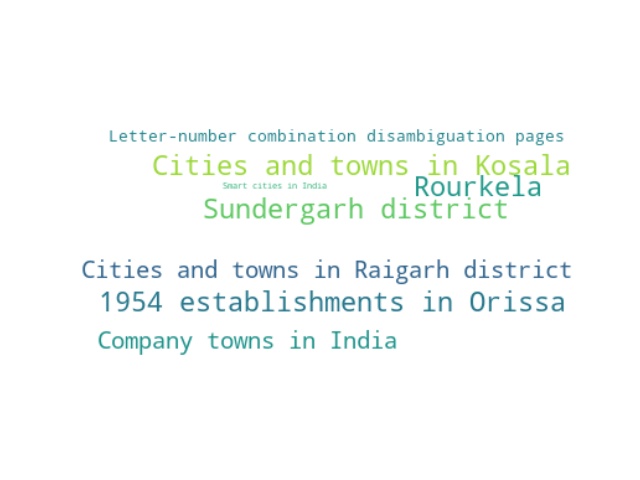 Letter-number combination disambiguation pages
Cities and towns in Kosala
Smart cities in India
Rourkela
Sundergarh district
Cities and towns in Raigarh district
1954 establishments in Orissa
Company towns in India